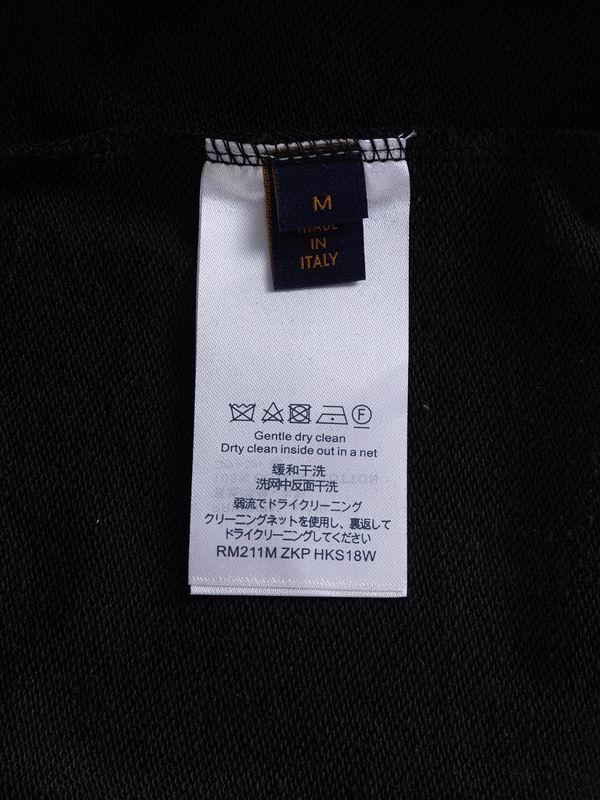 M
MADE
IN
ITALY
F
Gentle dry clean
Drty clean inside out in a net
缓和干洗
洗网中反面干洗
弱流でドライクリーニング
クリーニングネットを使用し、裏返して
ドライクリーニングしてください
RM211M ZKP HKS18W